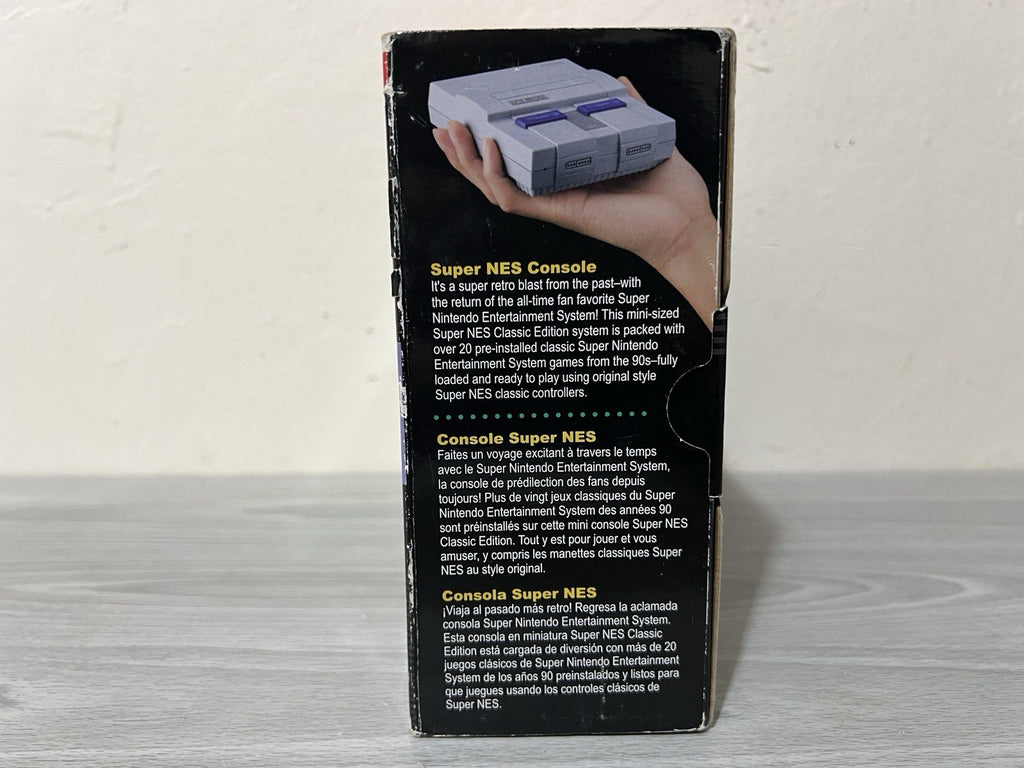 Super NES Console
It's a super retro blast from the past–with
the return of the all-time fan favorite Super
Nintendo Entertainment System! This mini-sized
Super NES Classic Edition system is packed with
over 20 pre-installed classic Super Nintendo
Entertainment System games from the 90s–fully
loaded and ready to play using original style
Super NES classic controllers.
Console Super NES
Faites un voyage excitant à travers le temps
avec le Super Nintendo Entertainment System,
la console de prédilection des fans depuis
toujours! Plus de vingt jeux classiques du Super
Nintendo Entertainment System des années 90
sont préinstallés sur cette mini console Super NES
Classic Edition. Tout y est pour jouer et vous
amuser, y compris les manettes classiques Super
NES au style original.
Consola Super NES
¡Viaja al pasado más retro! Regresa la aclamada
consola Super Nintendo Entertainment System.
Esta consola en miniatura Super NES Classic
Edition está cargada de diversión con más de 20
juegos clásicos de Super Nintendo Entertainment
System de los años 90 preinstalados y listos para
que juegues usando los controles clásicos de
Super NES.